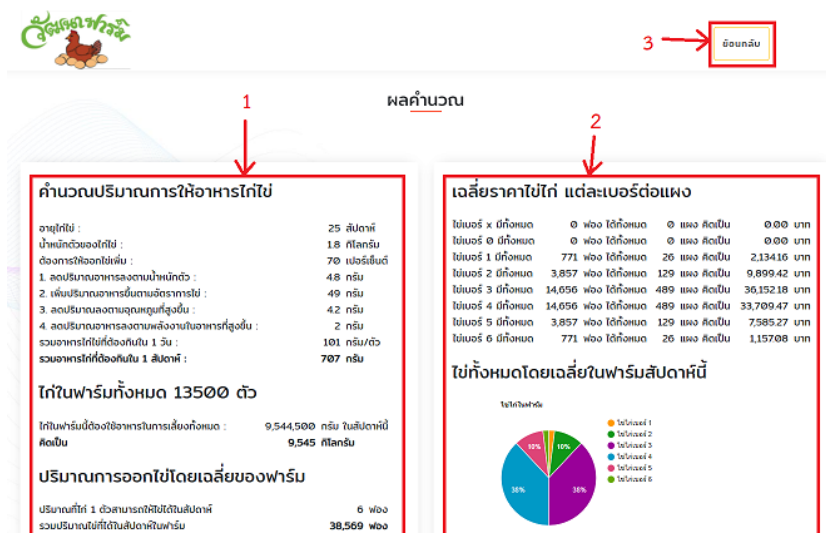 วัฒนาฟาร์ม
3
ย้อนกลับ
ผลคำนวณ
1
2
คำนวณปริมาณการให้อาหารไก่ไข่
อายุไก่ไข่ : 25 สัปดาห์
น้ำหนักตัวของไก่ไข่ : 1.8 กิโลกรัม
ต้องการให้ออกไข่เพิ่ม : 70 เปอร์เซ็นต์
1. ลดปริมาณอาหารลงตามน้ำหนักตัว : 48 กรัม
2. เพิ่มปริมาณอาหารขึ้นตามอัตราการไข่ : 49 กรัม
3. ลดปริมาณลงตามอุณหภูมิที่สูงขึ้น : 42 กรัม
4. ลดปริมาณอาหารลงตามพลังงานในอาหารที่สูงขึ้น : 2 กรัม
รวมอาหารไก่ไข่ที่ต้องกินใน 1 วัน : 101 กรัม/ตัว
รวมอาหารไก่ที่ต้องกินใน 1 สัปดาห์ : 707 กรัม
ไก่ในฟาร์มทั้งหมด 13500 ตัว
ไก่ในฟาร์มนี้ต้องใช้อาหารในการเลี้ยงทั้งหมด : 9,544,500 กรัม ในสัปดาห์นี้
คิดเป็น 9,545 กิโลกรัม
ปริมาณการออกไข่โดยเฉลี่ยของฟาร์ม
ปริมาณที่ไก่ 1 ตัวสามารถให้ไข่ได้ในสัปดาห์ 6 ฟอง
รวมปริมาณไข่ที่ได้ในสัปดาห์ในฟาร์ม 38,569 ฟอง
เฉลี่ยราคาไข่ไก่ แต่ละเบอร์ต่อแผง
ไข่เบอร์ x มีทั้งหมด 0 ฟอง ได้ทั้งหมด 0 แผง คิดเป็น 0.00 บาท
ไข่เบอร์ 0 มีทั้งหมด 0 ฟอง ได้ทั้งหมด 0 แผง คิดเป็น 0.00 บาท
ไข่เบอร์ 1 มีทั้งหมด 771 ฟอง ได้ทั้งหมด 26 แผง คิดเป็น 2,134.16 บาท
ไข่เบอร์ 2 มีทั้งหมด 3,857 ฟอง ได้ทั้งหมด 129 แผง คิดเป็น 9,899.42 บาท
ไข่เบอร์ 3 มีทั้งหมด 14,656 ฟอง ได้ทั้งหมด 489 แผง คิดเป็น 36,152.18 บาท
ไข่เบอร์ 4 มีทั้งหมด 14,656 ฟอง ได้ทั้งหมด 489 แผง คิดเป็น 33,709.47 บาท
ไข่เบอร์ 5 มีทั้งหมด 3,857 ฟอง ได้ทั้งหมด 129 แผง คิดเป็น 7,585.27 บาท
ไข่เบอร์ 6 มีทั้งหมด 771 ฟอง ได้ทั้งหมด 26 แผง คิดเป็น 1,157.08 บาท
ไข่ทั้งหมดโดยเฉลี่ยในฟาร์มสัปดาห์นี้
ไข่ไก่ในฟาร์ม
ไข่ไก่เบอร์ 1
ไข่ไก่เบอร์ 2
ไข่ไก่เบอร์ 3
ไข่ไก่เบอร์ 4
ไข่ไก่เบอร์ 5
ไข่ไก่เบอร์ 6
10%
10%
38%
38%